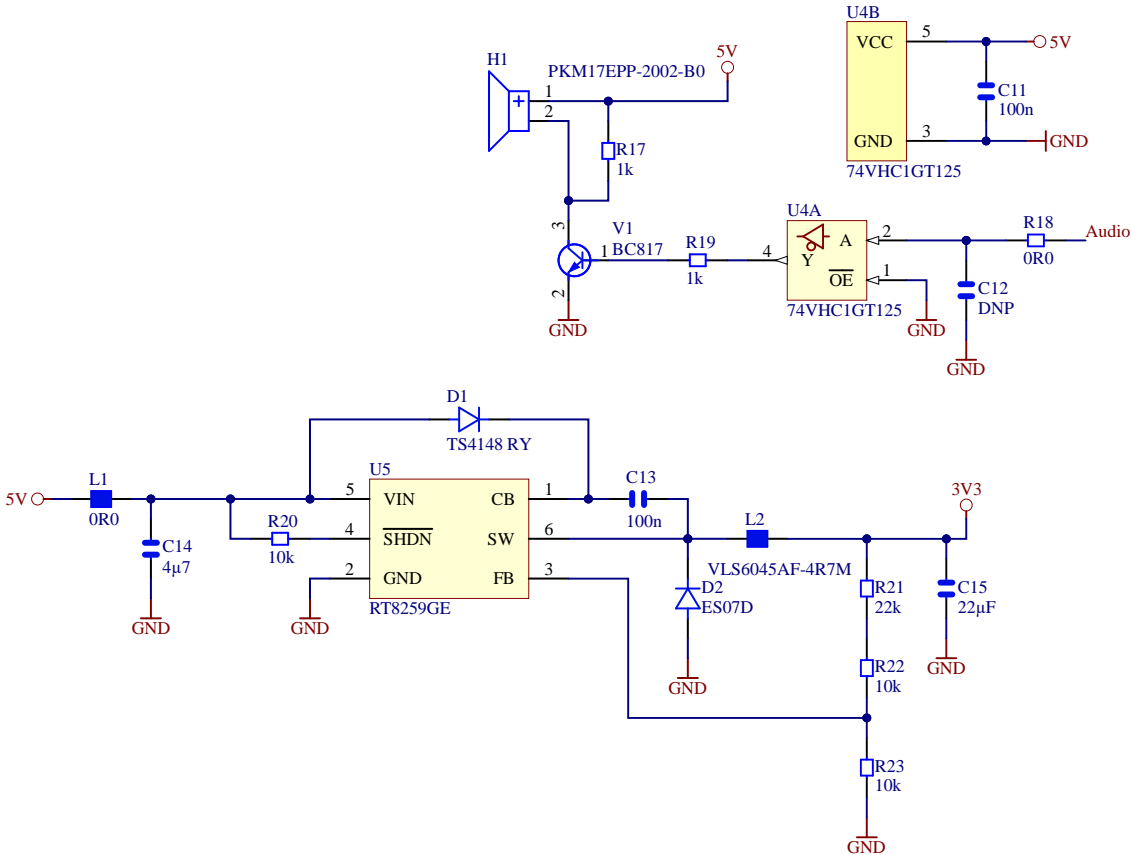 U4B
VCC
5
5V
C11
100n
GND
3
GND
74VHC1GT125
H1
PKM17EPP-2002-B0
5V
1
2
R17
1k
3
V1
BC817
1
2
GND
R19
1k
U4A
4
Y
A
2
OE
1
74VHC1GT125
GND
R18
0R0
Audio
C12
DNP
GND
D1
TS4148 RY
5V
L1
0R0
C14
4µ7
GND
R20
10k
GND
U5
5
VIN
CB
1
4
SHDN
SW
6
2
GND
FB
3
RT8259GE
C13
100n
L2
VLS6045AF-4R7M
3V3
D2
ES07D
GND
R21
22k
C15
22µF
GND
R22
10k
R23
10k
GND